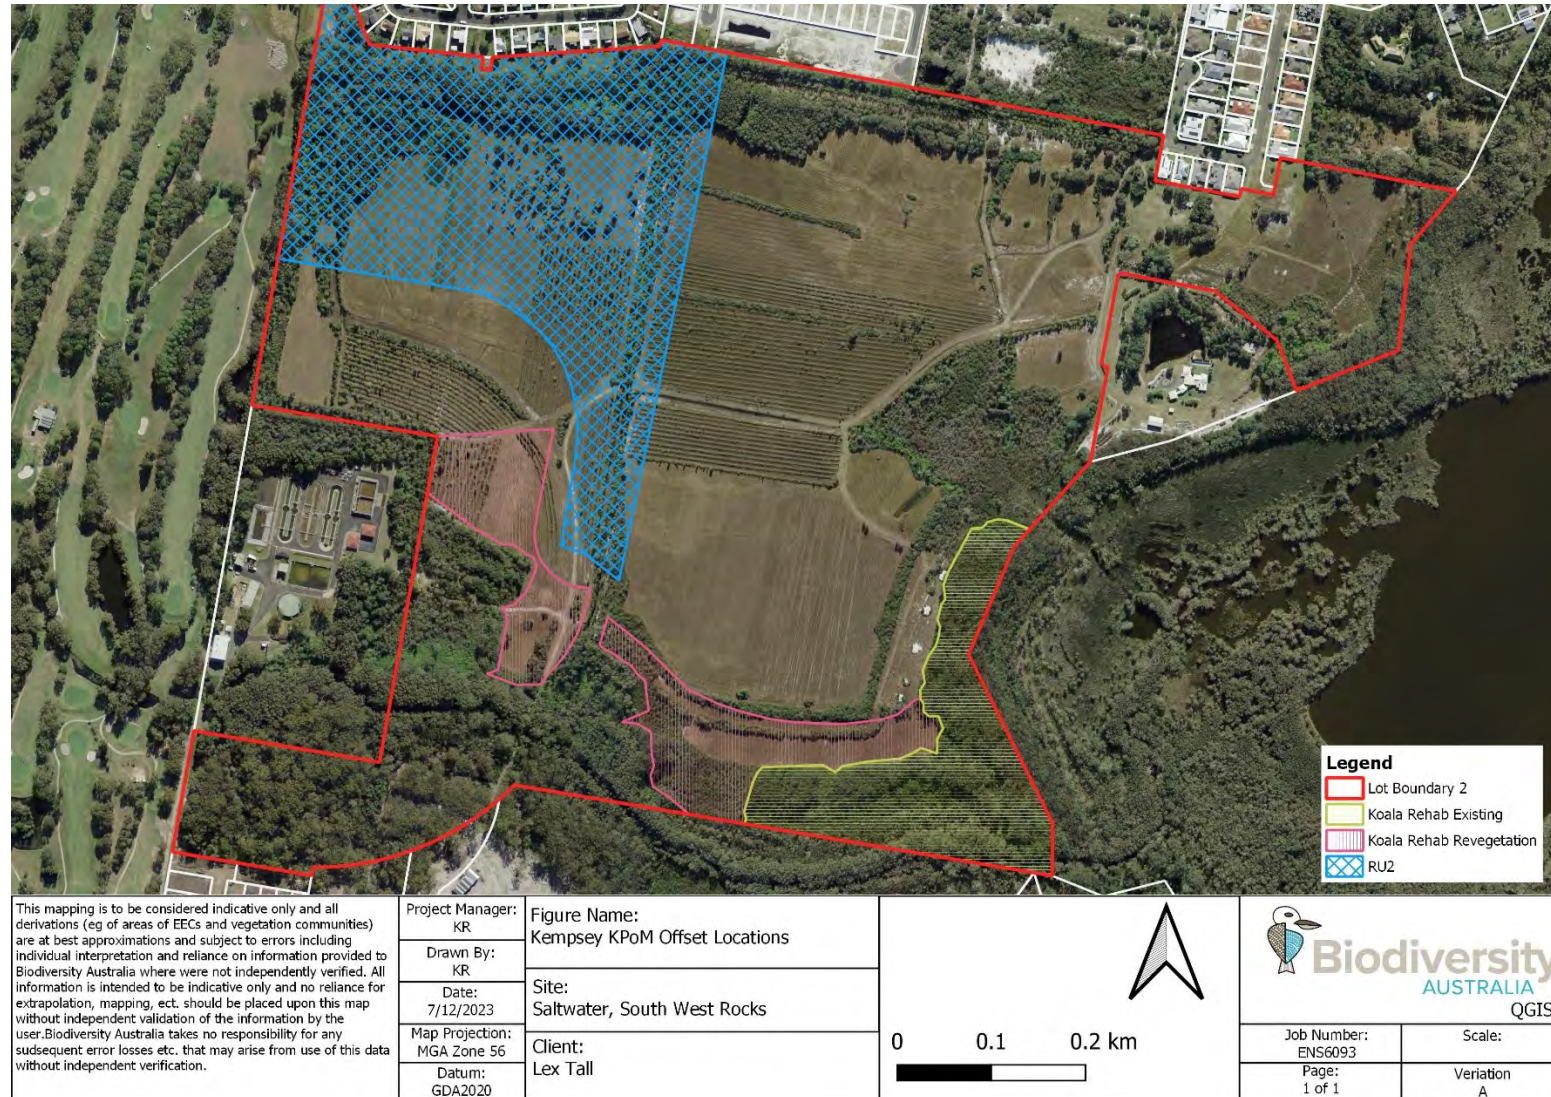 Legend
Lot Boundary 2
Koala Rehab Existing
Koala Rehab Revegetation
RU2
This mapping is to be considered indicative only and all
derivations (eg of areas of EECs and vegetation communities)
are at best approximations and subject to errors including
individual interpretation and reliance on information provided to
Biodiversity Australia where were not independently verified. All
information is intended to be indicative only and no reliance for
extrapolation, mapping, ect. should be placed upon this map
without independent validation of the information by the
user.Biodiversity Australia takes no responsibility for any
sudsequent error losses etc. that may arise from use of this data
without independent verification.
Project Manager:
KR
Drawn By:
KR
Date:
7/12/2023
Map Projection:
MGA Zone 56
Datum:
GDA2020
Figure Name:
Kempsey KPoM Offset Locations
Site:
Saltwater, South West Rocks
Client:
Lex Tall
0 0.1 0.2 km
Biodiversity
AUSTRALIA
QGIS
Job Number:
ENS6093
Scale:
Page:
1 of 1
Veriation
A